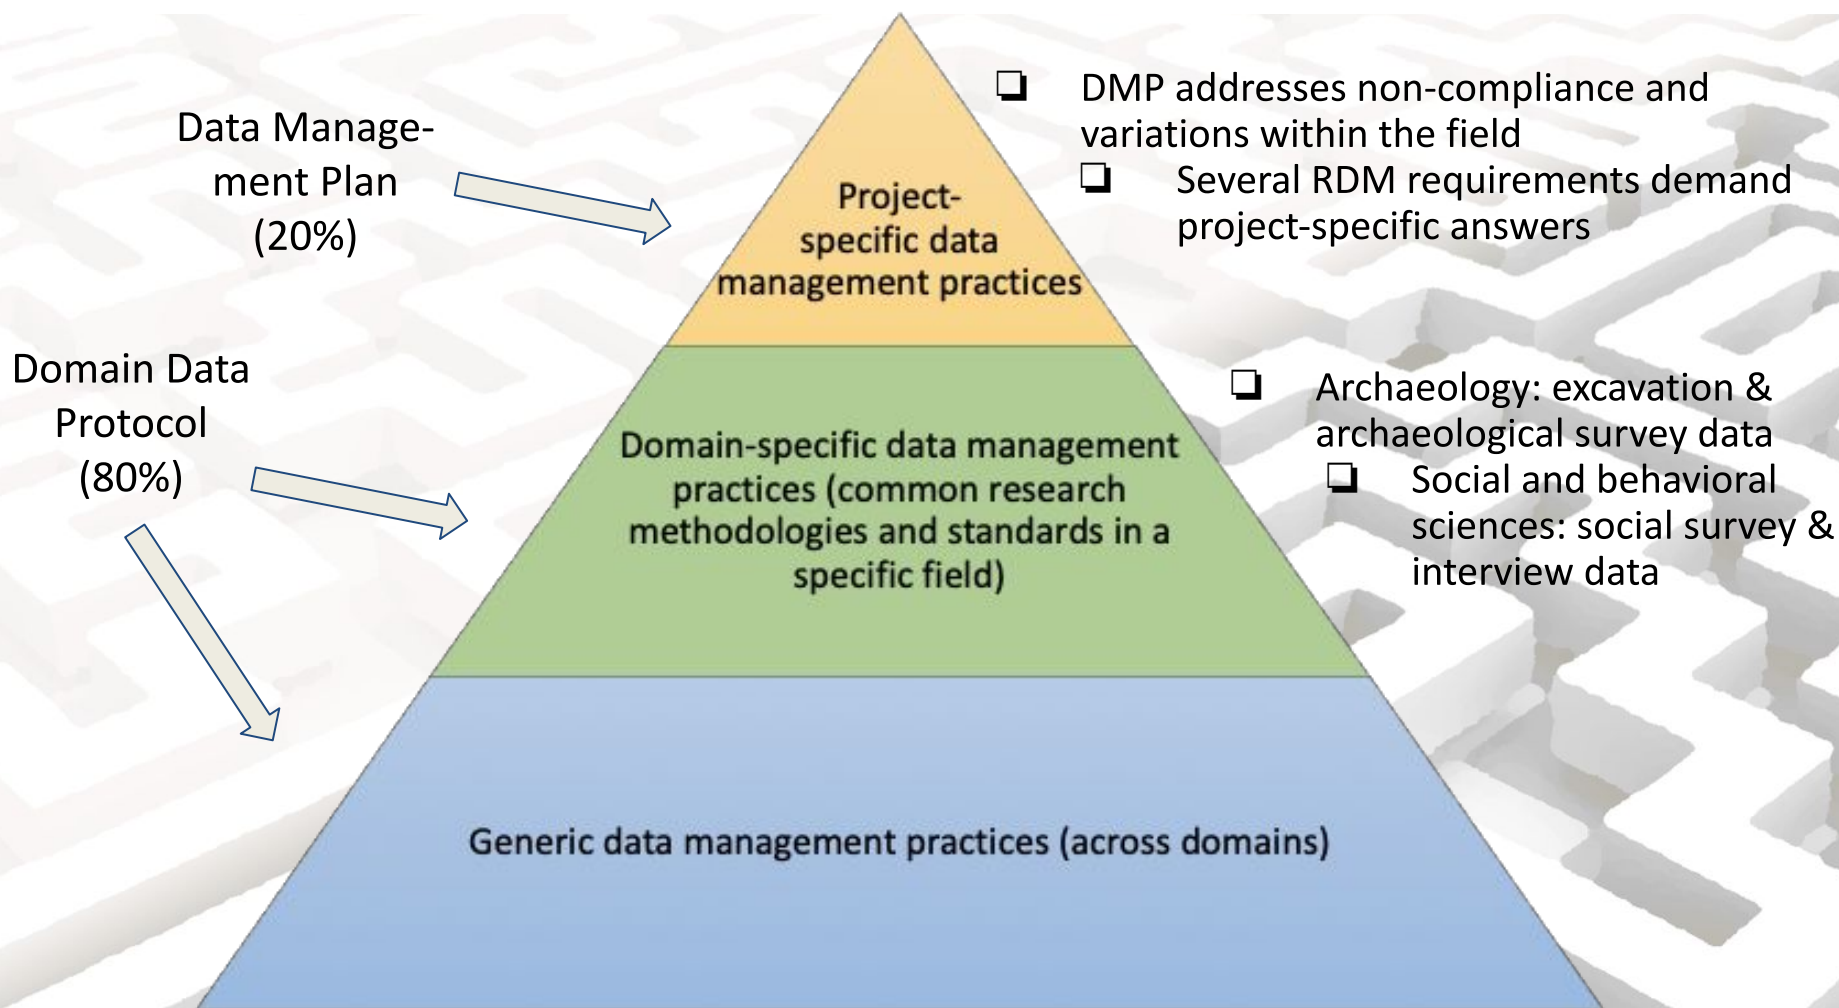 Data Manage-
ment Plan
(20%)
❑ DMP addresses non-compliance and
variations within the field
❑ Several RDM requirements demand
project-specific answers
Project-
specific data
management practices
Domain Data
Protocol
(80%)
Domain-specific data management
practices (common research
methodologies and standards in a
specific field)
❑ Archaeology: excavation &
archaeological survey data
❑ Social and behavioral
sciences: social survey &
interview data
Generic data management practices (across domains)